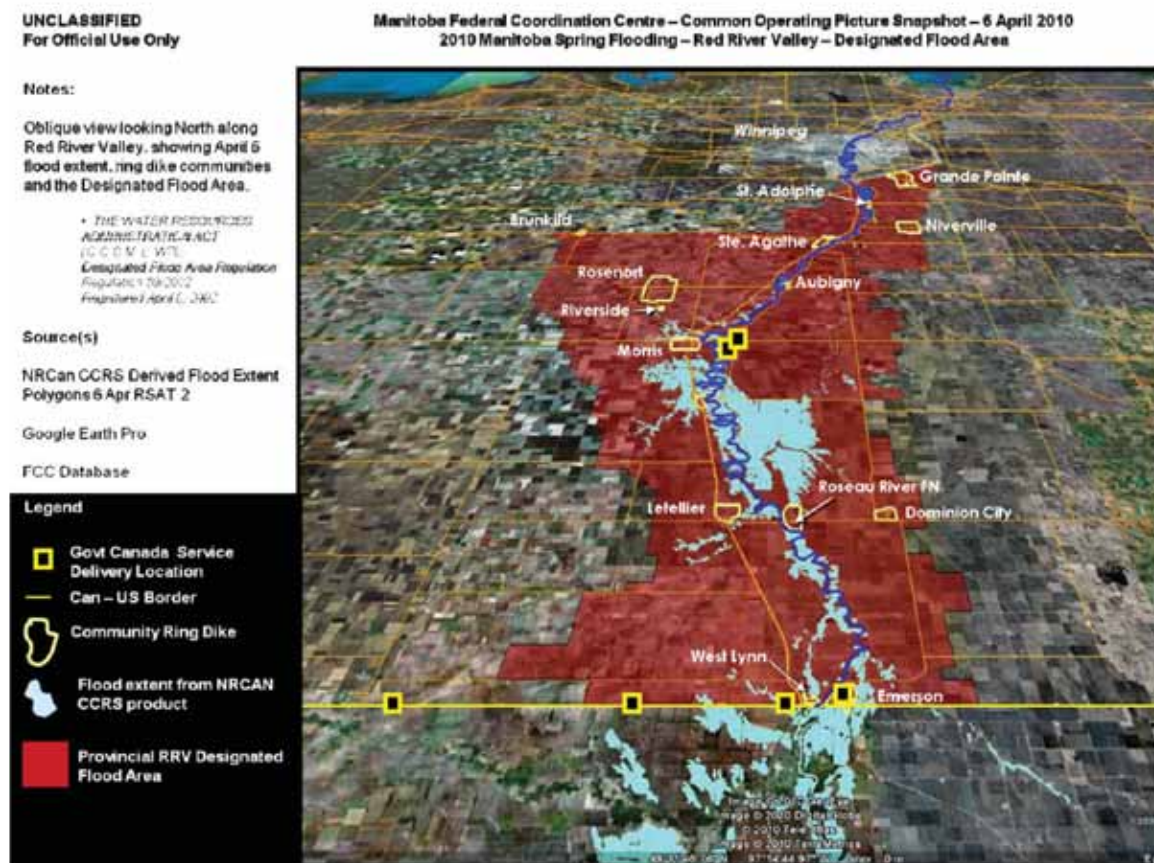 UNCLASSIFIED
For Official Use Only
Manitoba Federal Coordination Centre – Common Operating Picture Snapshot – 6 April 2010
2010 Manitoba Spring Flooding – Red River Valley – Designated Flood Area
Notes:
Oblique view looking North along
Red River Valley, showing April 6
flood extent, ring dike communities
and the Designated Flood Area.
• THE WATER RESOURCES
ADMINISTRATION ACT
Designated Flood Area Regulation
Source(s)
NRCan CCRS Derived Flood Extent
Polygons 6 Apr RSAT 2
Google Earth Pro
FCC Database
Legend
Govt Canada Service
Delivery Location
Can – US Border
Community Ring Dike
Flood extent from NRCAN
CCRS product
Provincial RRV Designated
Flood Area
Winnipeg
Grande Pointe
St. Adolphe
Brunkild
Niverville
Ste. Agathe
Rosenort
Aubigny
Riverside
Morris
Roseau River FN
Letellier
Dominion City
West Lynn
Emerson